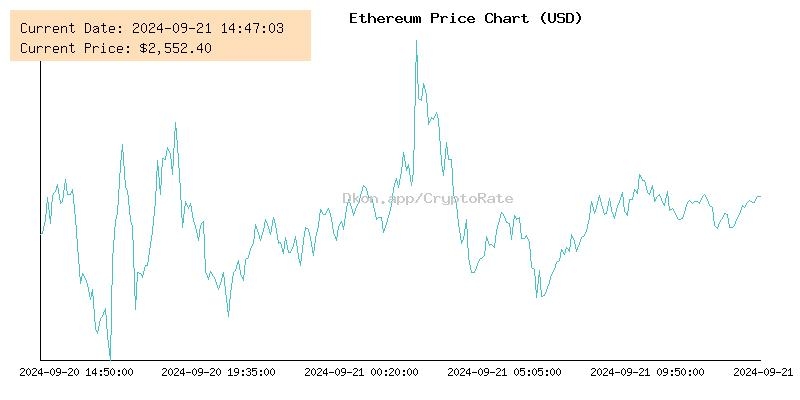 Ethereum Price Chart (USD)
Current Date: 2024-09-21 14:47:03
Current Price: $2,552.40
Dkon.app/CryptoRate
2024-09-20 14:50:00 2024-09-20 19:35:00 2024-09-21 00:20:00 2024-09-21 05:05:00 2024-09-21 09:50:00 2024-09-21